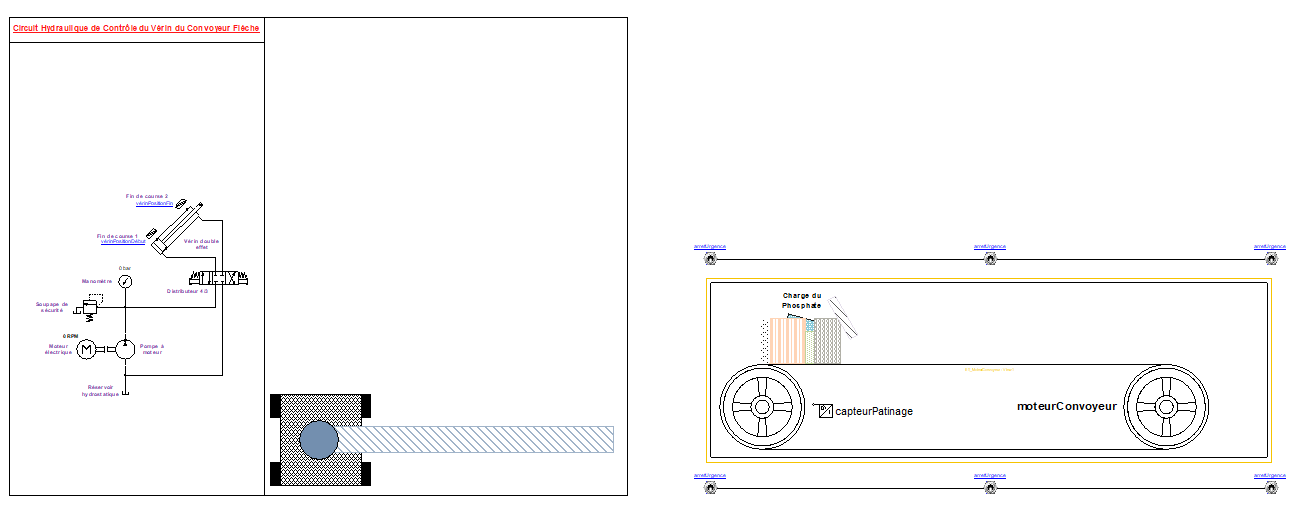 Circuit Hydraulique de Contrôle du Vérin du Convoyeur Flèche
Fin de course 2
vérinPositionFin
Fin de course 1
vérinPositionDébut
Vérin double
effet
0 bar
Manomètre
Distributeur 4/3
Soupape de
sécurité
0 RPM
Moteur
électrique
Pompe à
moteur
Réservoir
hydrostatique
arretUrgence
arretUrgence
arretUrgence
Charge du
Phosphate
capteurPatinage
moteurConvoyeur
arretUrgence
arretUrgence
arretUrgence